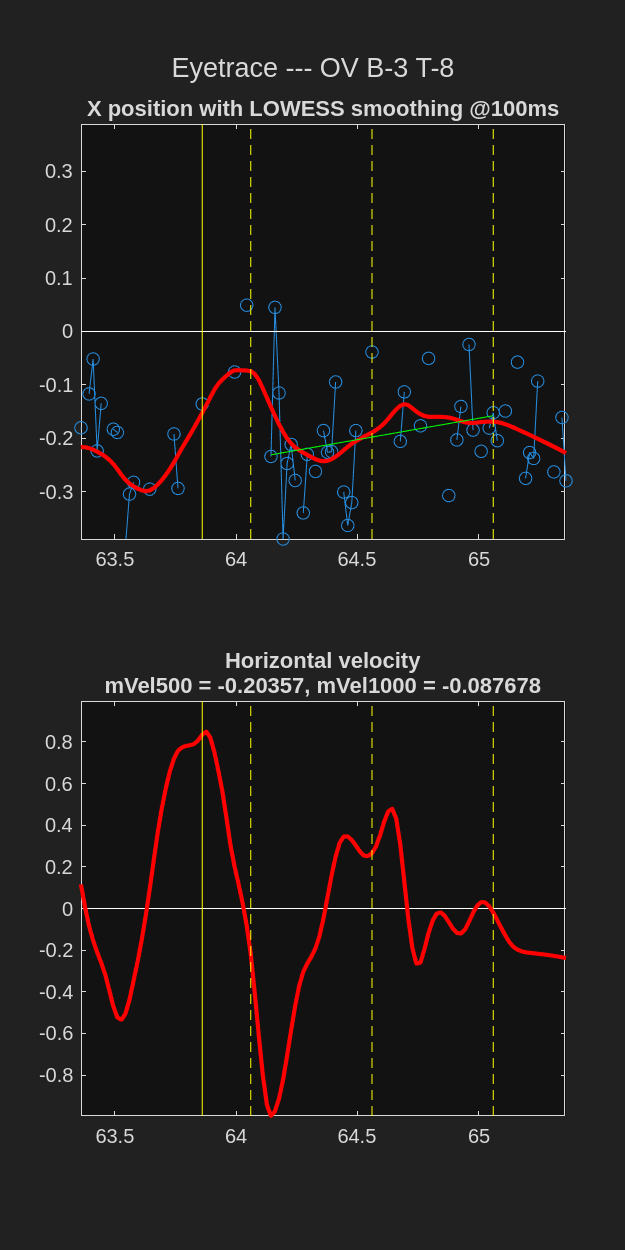 Eyetrace --- OV B-3 T-8
X position with LOWESS smoothing @100ms
0.3
0.2
0.1
0
-0.1
-0.2
-0.3
63.5 64 64.5 65
Horizontal velocity
mVel500 = -0.20357, mVel1000 = -0.087678
0.8
0.6
0.4
0.2
0
-0.2
-0.4
-0.6
-0.8
63.5 64 64.5 65